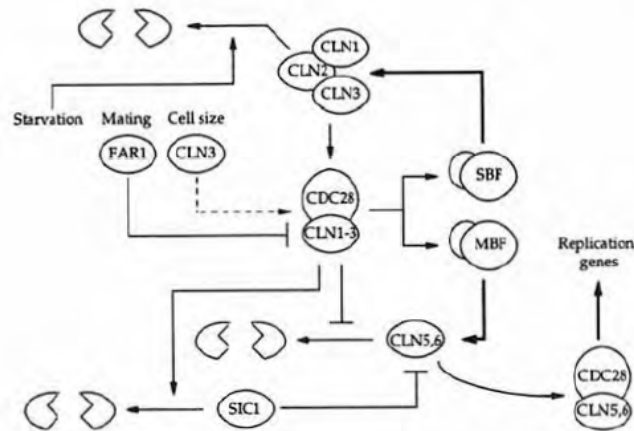 CLN1
CLN2
CLN3
Starvation
Mating
Cell size
FAR1
CLN3
CDC28
CLN1-3
SBF
MBF
Replication
genes
CLN5,6
SIC1
CDC28
CLN5,6